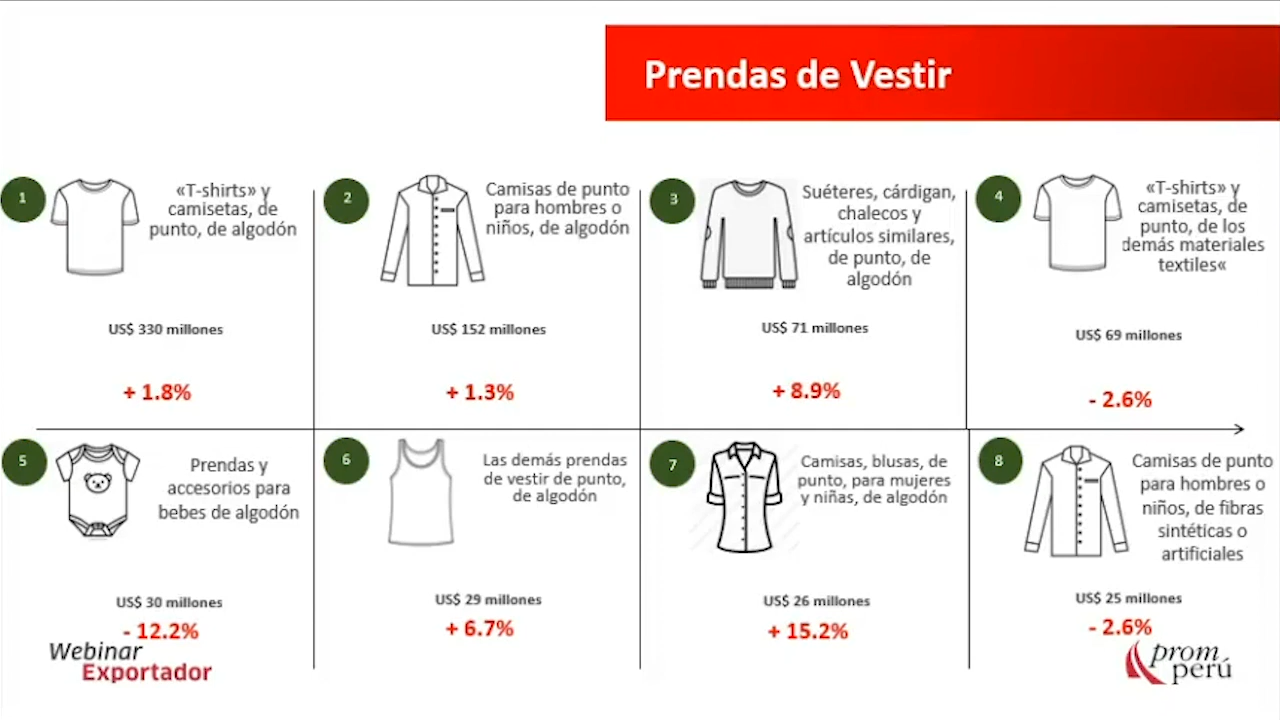 Prendas de Vestir
1
«T-shirts» y
camisetas, de
punto, de algodón
US$ 330 millones
+ 1.8%
2
Camisas de punto
para hombres o
niños, de algodón
US$ 152 millones
+ 1.3%
3
Suéteres, cárdigan,
chalecos y
artículos similares,
de punto, de
algodón
US$ 71 millones
+ 8.9%
4
«T-shirts» y
camisetas, de
punto, de los
demás materiales
textiles«
US$ 69 millones
- 2.6%
5
Prendas y
accesorios para
bebes de algodón
US$ 30 millones
- 12.2%
6
Las demás prendas
de vestir de punto,
de algodón
US$ 29 millones
+ 6.7%
7
Camisas, blusas, de
punto, para mujeres
y niñas, de algodón
US$ 26 millones
+ 15.2%
8
Camisas de punto
para hombres o
niños, de fibras
sintéticas o
artificiales
US$ 25 millones
- 2.6%
Webinar
Exportador
prom
perú